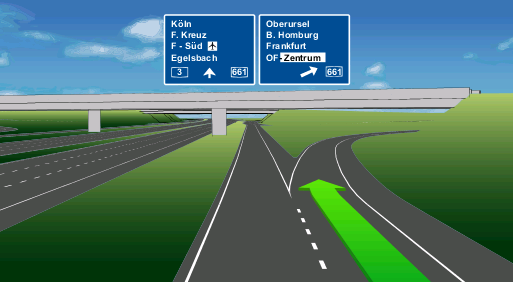 Köln
F. Kreuz
F - Süd
Egelsbach
3 661
Oberursel
B. Homburg
Frankfurt
OF-Zentrum
661